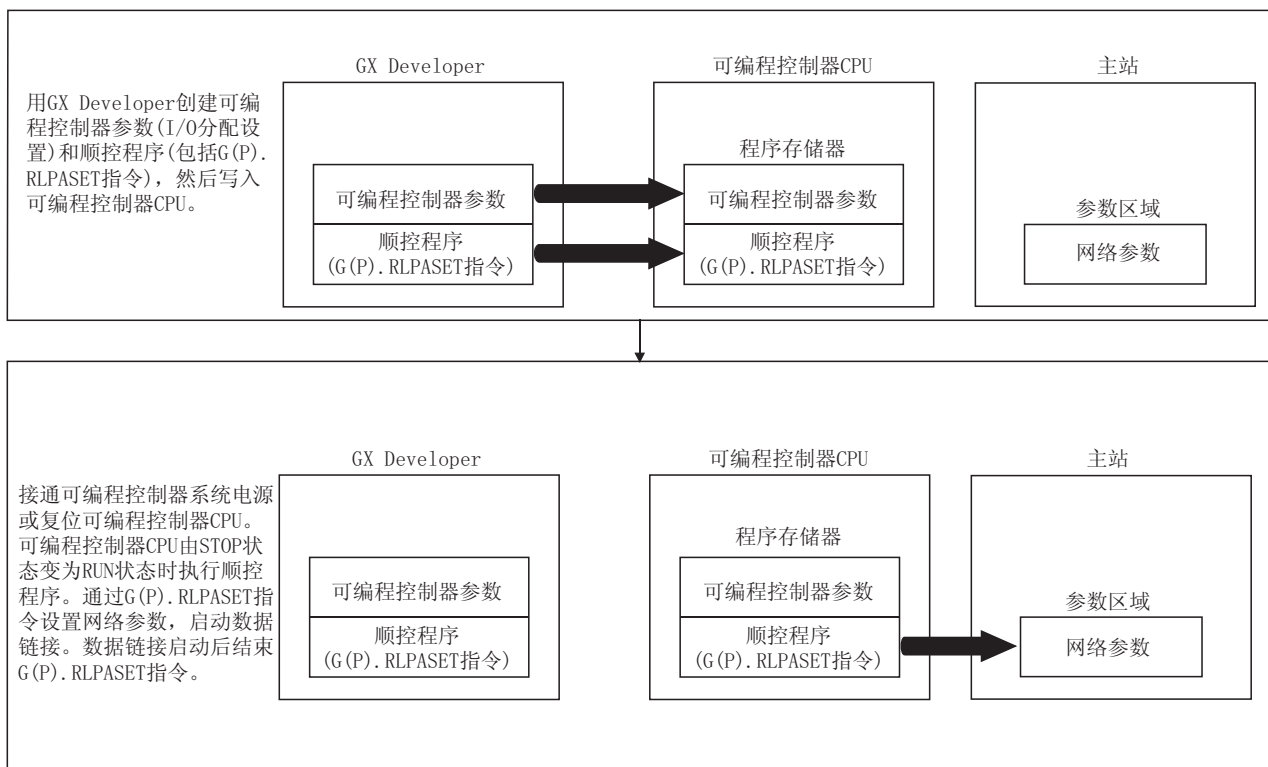 GX Developer
可编程控制器CPU
主站
用GX Developer创建可编
程控制器参数(I/O分配设
置)和顺控程序(包括G(P).
RLPASET指令), 然后写入
可编程控制器CPU。
程序存储器
可编程控制器参数
可编程控制器参数
参数区域
顺控程序
(G(P).RLPASET指令)
顺控程序
(G(P).RLPASET指令)
网络参数
GX Developer
可编程控制器CPU
主站
接通可编程控制器系统电源
或复位可编程控制器CPU。
可编程控制器CPU由STOP状
态变为RUN状态时执行顺控
程序。通过G(P).RLPASET指
令设置网络参数, 启动数据
链接。数据链接启动后结束
G(P).RLPASET指令。
程序存储器
可编程控制器参数
可编程控制器参数
参数区域
顺控程序
(G(P).RLPASET指令)
顺控程序
(G(P).RLPASET指令)
网络参数